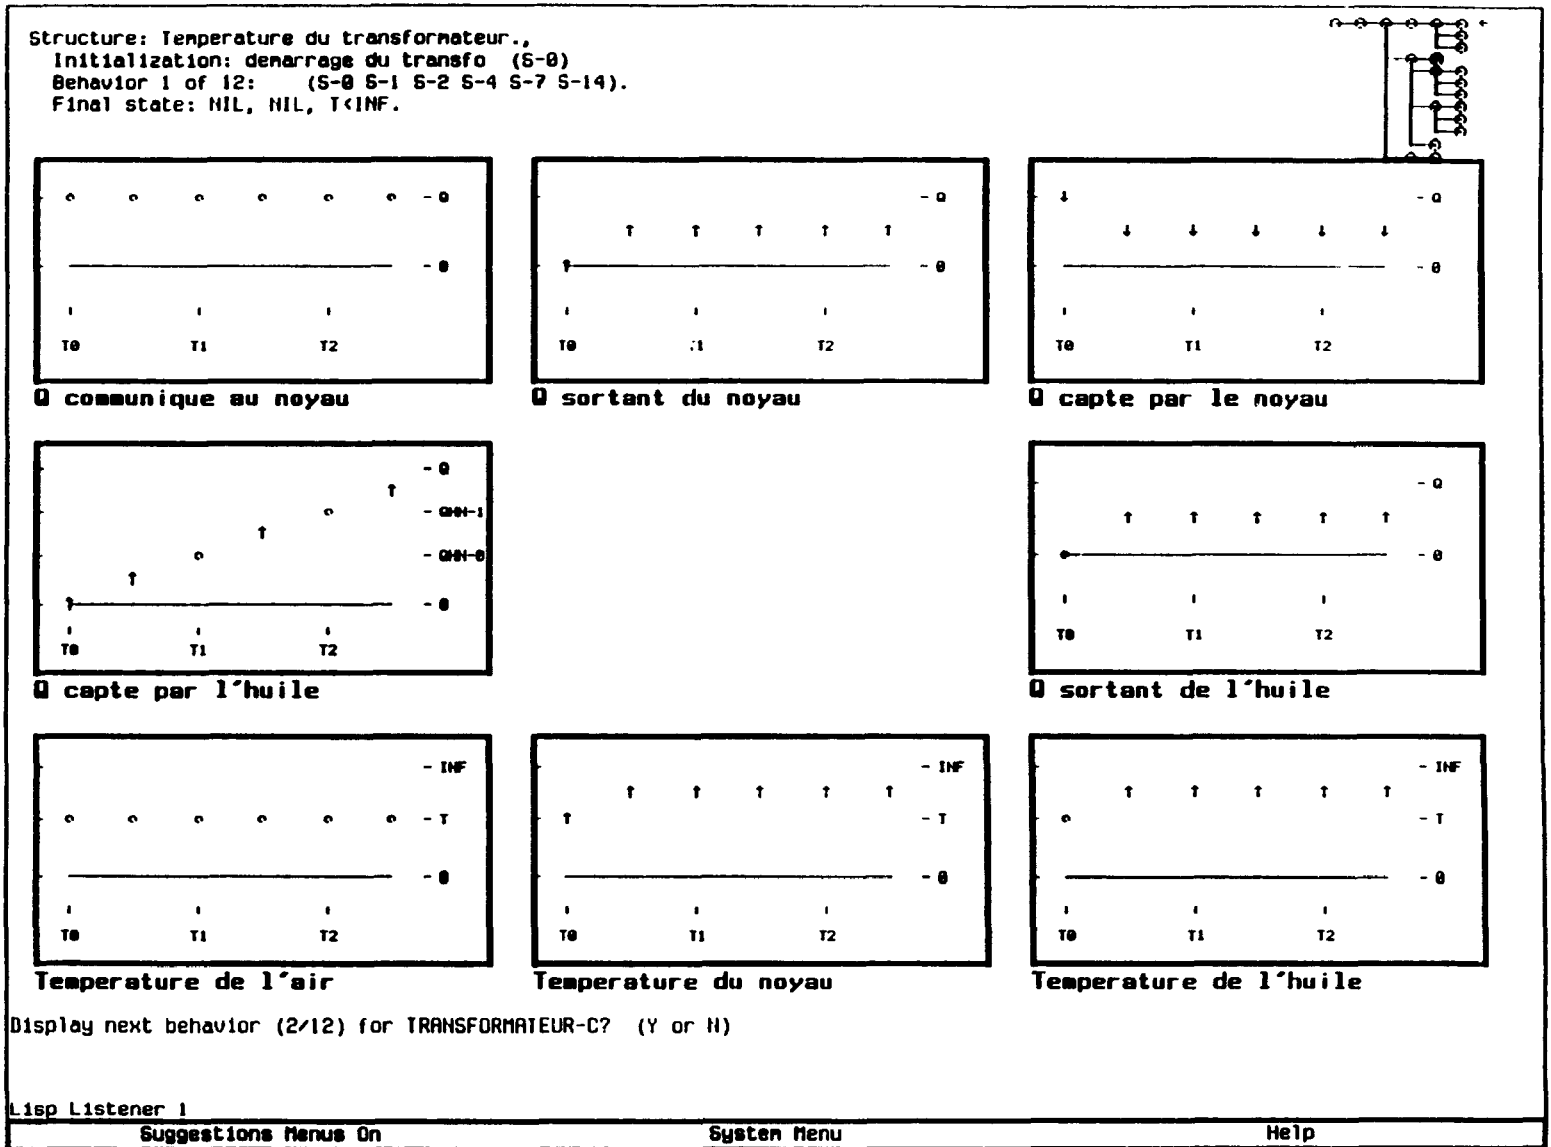 Structure: Temperature du transformateur.,
Initialization: demarrage du transfo (S-0)
Behavior 1 of 12: (S-0 S-1 S-2 S-4 S-7 S-14).
Final state: NIL, NIL, T<INF.
- Q
- 0
T0 T1 T2
Q communique au noyau
- Q
- 0
T0 T2
Q sortant du noyau
- Q
- 0
T0 T1 T2
Q capte par le noyau
- Q
- QHN-1
- QHN-0
- 0
T0 T1 T2
Q capte par l'huile
- Q
- 0
T0 T1 T2
Q sortant de l'huile
- INF
- T
- 0
T0 T1 T2
Temperature de l'air
- INF
- T
- 0
T0 T1 T2
Temperature du noyau
- INF
- T
- 0
T0 T1 T2
Temperature de l'huile
Display next behavior (2/12) for TRANSFORMATEUR-C? (Y or N)
Lisp Listener 1
Suggestions Menus On System Menu Help